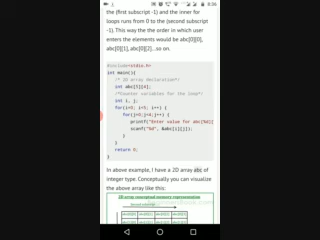 8:36
the (first subscript -1) and the inner for
loops runs from 0 to the (second subscript
-1). This way the the order in which user
enters the elements would be abc[0][0],
abc[0][1], abc[0][2]...so on.
#include<stdio.h>
int main(){
/* 2D array declaration*/
int abc[5][4];
/*Counter variables for the loop*/
int i, j;
for(i=0; i<5; i++) {
for(j=0;j<4;j++) {
printf("Enter value for abc[%d][
scanf("%d", &abc[i][j]);
}
}
return 0;
}
In above example, I have a 2D array abc of
integer type. Conceptually you can visualize
the above array like this:
2D array conceptual memory representation
Second subscript